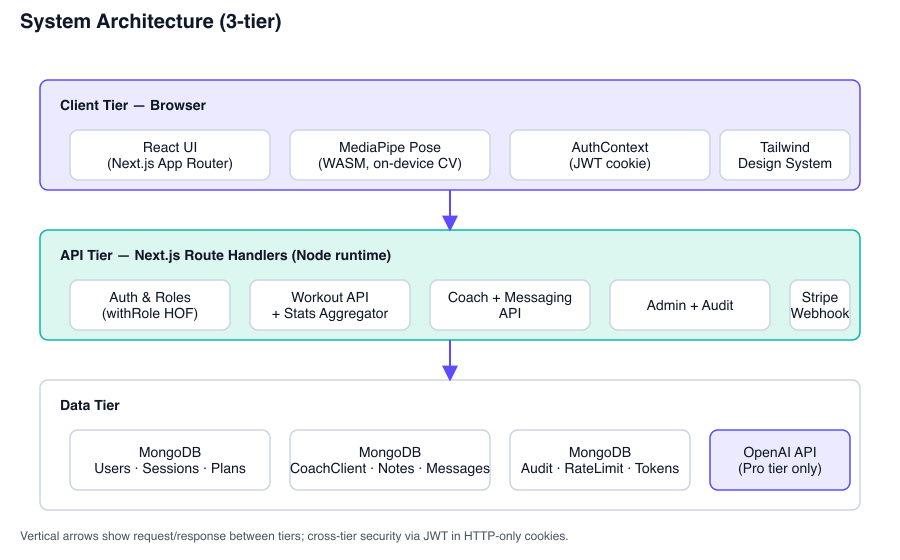 System Architecture (3-tier)
Client Tier — Browser
React UI
(Next.js App Router)
MediaPipe Pose
(WASM, on-device CV)
AuthContext
(JWT cookie)
Tailwind
Design System
API Tier — Next.js Route Handlers (Node runtime)
Auth & Roles
(withRole HOF)
Workout API
+ Stats Aggregator
Coach + Messaging
API
Admin + Audit
Stripe
Webhook
Data Tier
MongoDB
Users · Sessions · Plans
MongoDB
CoachClient · Notes · Messages
MongoDB
Audit · RateLimit · Tokens
OpenAI API
(Pro tier only)
Vertical arrows show request/response between tiers; cross-tier security via JWT in HTTP-only cookies.